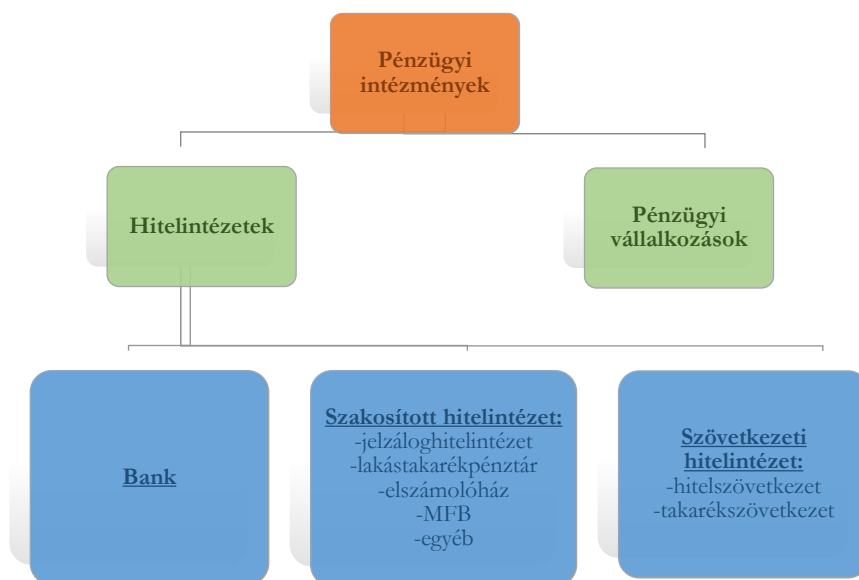 Pénzügyi
intézmények
Hitelintézetek
Pénzügyi
vállalkozások
Bank
Szakosított hitelintézet:
-jelzáloghitelintézet
-lakástakarékpénztár
-elszámolóház
-MFB
-egyéb
Szövetkezeti
hitelintézet:
-hitelszövetkezet
-takarékszövetkezet